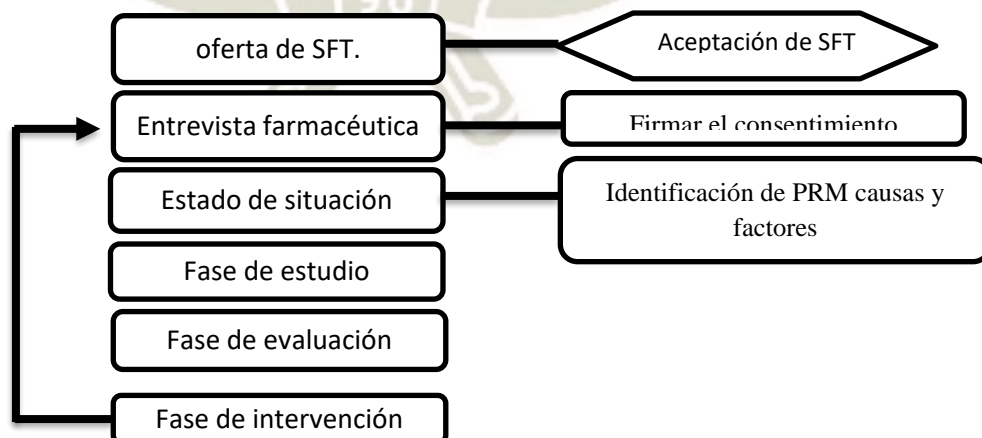 oferta de SFT.
Aceptación de SFT
Entrevista farmacéutica
Firmar el consentimiento
Estado de situación
Identificación de PRM causas y
factores
Fase de estudio
Fase de evaluación
Fase de intervención